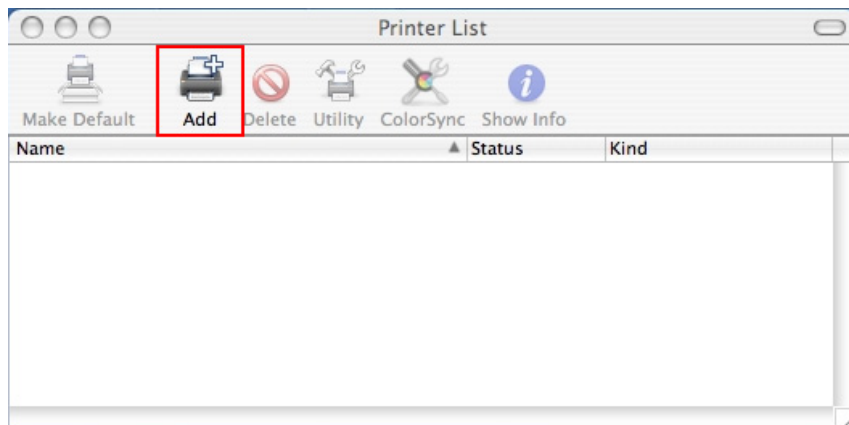 Printer List
Make Default Add Delete Utility ColorSync Show Info
Name Status Kind